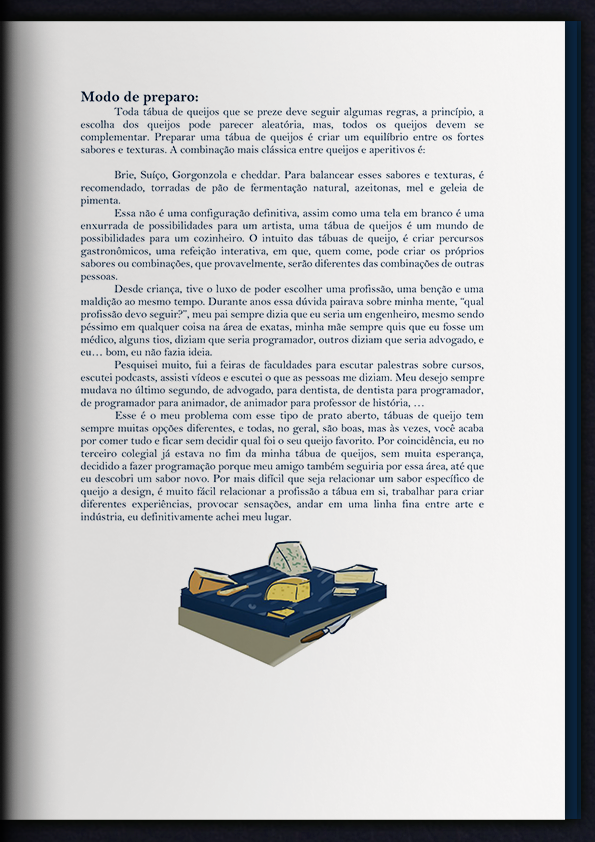 Modo de preparo:
Toda tábua de queijos que se preze deve seguir algumas regras, a princípio, a
escolha dos queijos pode parecer aleatória, mas, todos os queijos devem se
complementar. Preparar uma tábua de queijos é criar um equilíbrio entre os fortes
sabores e texturas. A combinação mais clássica entre queijos e aperitivos é:
Brie, Suíço, Gorgonzola e cheddar. Para balancear esses sabores e texturas, é
recomendado, torradas de pão de fermentação natural, azeitonas, mel e geleia de
pimenta.
Essa não é uma configuração definitiva, assim como uma tela em branco é uma
enxurrada de possibilidades para um artista, uma tábua de queijos é um mundo de
possibilidades para um cozinheiro. O intuito das tábuas de queijo, é criar percursos
gastronômicos, uma refeição interativa, em que, quem come, pode criar os próprios
sabores ou combinações, que provavelmente, serão diferentes das combinações de outras
pessoas.
Desde criança, tive o luxo de poder escolher uma profissão, uma benção e uma
maldição ao mesmo tempo. Durante anos essa dúvida pairava sobre minha mente, "qual
profissão devo seguir?", meu pai sempre dizia que eu seria um engenheiro, mesmo sendo
péssimo em qualquer coisa na área de exatas, minha mãe sempre quis que eu fosse um
médico, alguns tios, diziam que seria programador, outros diziam que seria advogado, e
eu… bom, eu não fazia ideia.
Pesquisei muito, fui a feiras de faculdades para escutar palestras sobre cursos,
escutei podcasts, assisti vídeos e escutei o que as pessoas me diziam. Meu desejo sempre
mudava no último segundo, de advogado, para dentista, de dentista para programador,
de programador para animador, de animador para professor de história, …
Esse é o meu problema com esse tipo de prato aberto, tábuas de queijo tem
sempre muitas opções diferentes, e todas, no geral, são boas, mas às vezes, você acaba
por comer tudo e ficar sem decidir qual foi o seu queijo favorito. Por coincidência, eu no
terceiro colegial já estava no fim da minha tábua de queijos, sem muita esperança,
decidido a fazer programação porque meu amigo também seguiria por essa área, até que
eu descobri um sabor novo. Por mais difícil que seja relacionar um sabor específico de
queijo a design, é muito fácil relacionar a profissão a tábua em si, trabalhar para criar
diferentes experiências, provocar sensações, andar em uma linha fina entre arte e
indústria, eu definitivamente achei meu lugar.